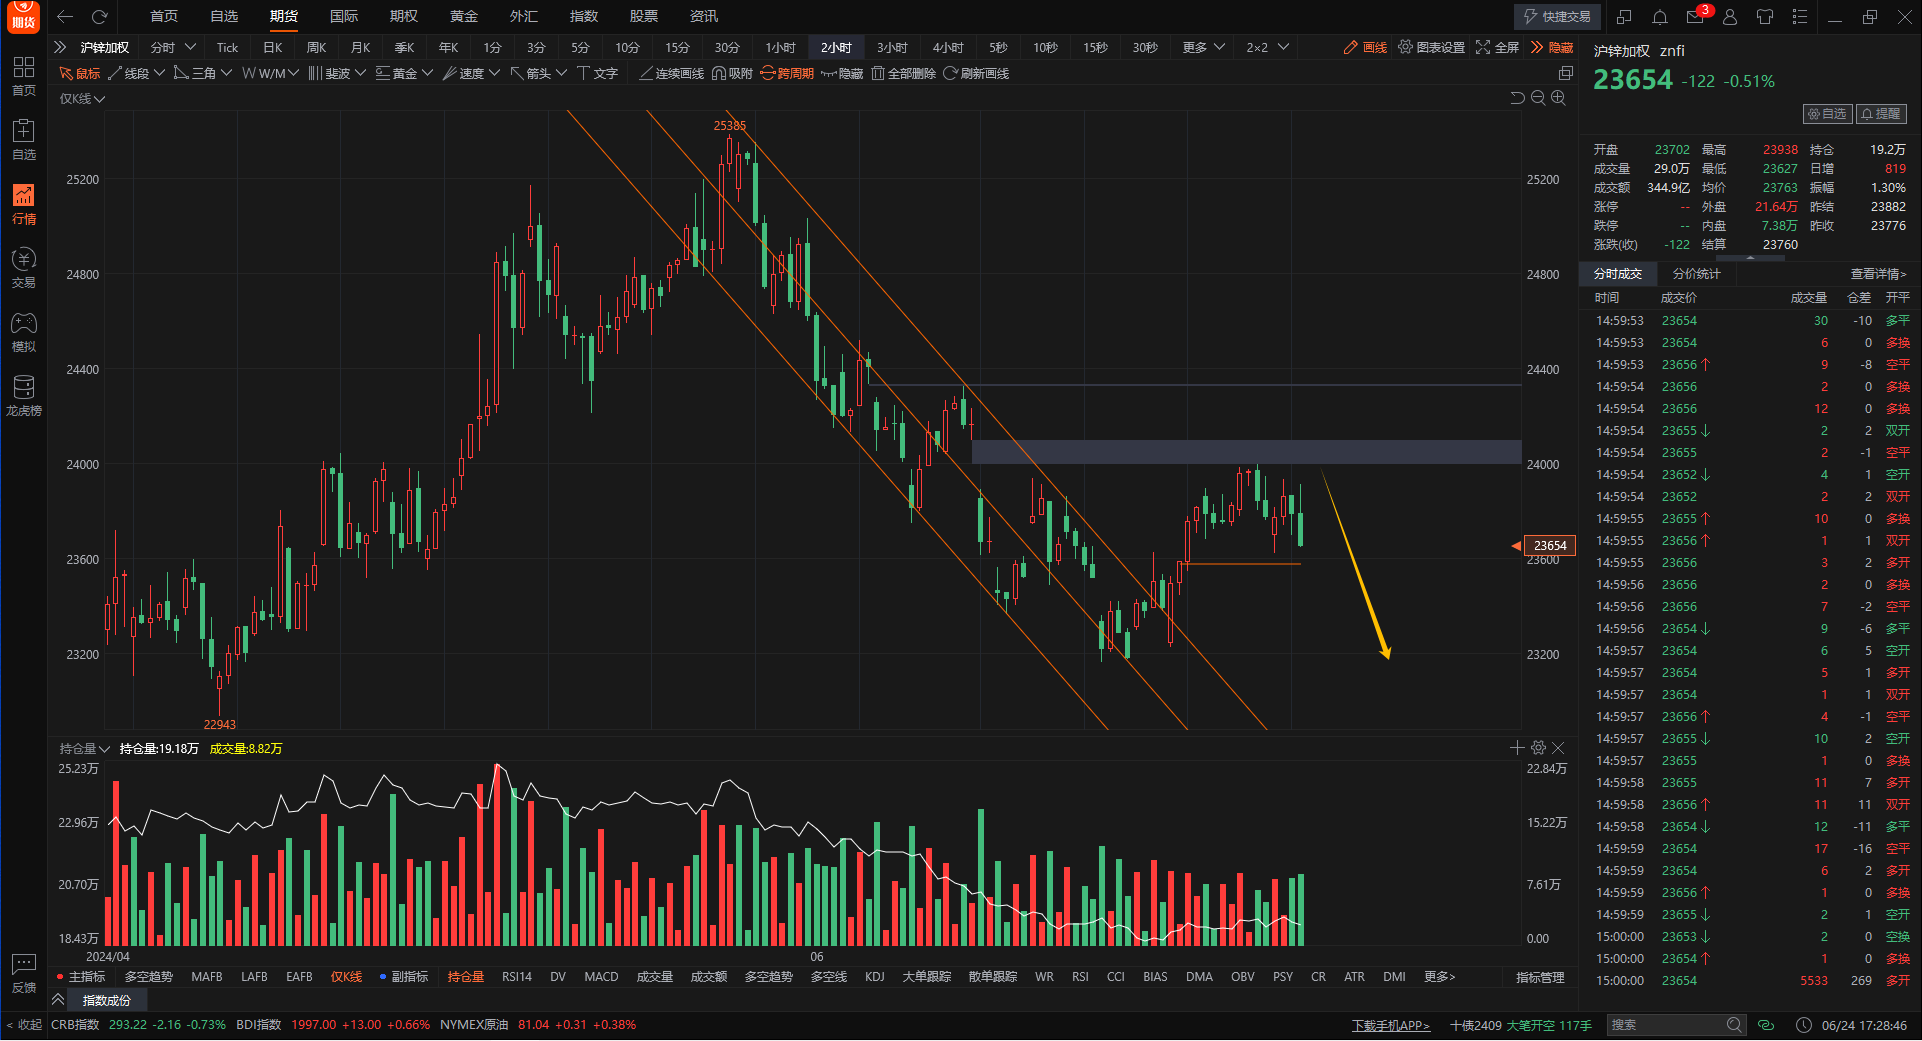 期货 首页 自选 期货 国际 期权 黄金 外汇 指数 股票 资讯 快捷交易 3
沪锌加权 分时 Tick 日K 周K 月K 季K 年K 1分 3分 5分 10分 15分 30分 1小时 2小时 3小时 4小时 5秒 10秒 15秒 30秒 更多 2×2 画线 图表设置 全屏 隐藏
鼠标 线段 三角 W/M 斐波 黄金 速度 箭头 文字 连续画线 吸附 跨周期 隐藏 全部删除 刷新画线
仅K线
首页
自选
行情
交易
模拟
龙虎榜
反馈
< 收起
25385
25200 25200
24800 24800
24400 24400
24000 24000
23654
23600 23600
23200 23200
22943
持仓量 持仓量:19.18万 成交量:8.82万
25.23万 22.84万
22.96万 15.22万
20.70万 7.61万
18.43万 0.00
2024/04 06
主指标 多空趋势 MAFB LAFB EAFB 仅K线 副指标 持仓量 RSI14 DV MACD 成交量 成交额 多空趋势 多空线 KDJ 大单跟踪 散单跟踪 WR RSI CCI BIAS DMA OBV PSY CR ATR DMI 更多> 指标管理
指数成份
沪锌加权 znfi
23654 -122 -0.51%
自选 提醒
开盘 23702 最高 23938 持仓 19.2万
成交量 29.0万 最低 23627 日增 819
成交额 344.9亿 均价 23763 振幅 1.30%
涨停 -- 外盘 21.64万 昨结 23882
跌停 -- 内盘 7.38万 昨收 23776
涨跌(收) -122 结算 23760
分时成交 分价统计 查看详情>
时间 成交价 成交量 仓差 开平
14:59:53 23654 30 -10 多平
14:59:53 23654 6 0 多换
14:59:53 23656↑ 9 -8 空平
14:59:54 23656 2 0 多换
14:59:54 23656 12 0 多换
14:59:54 23655↓ 2 2 双开
14:59:54 23655 2 -1 空平
14:59:54 23652↓ 4 1 空开
14:59:54 23652 2 2 双开
14:59:55 23655↑ 10 0 多换
14:59:55 23656↑ 1 1 双开
14:59:55 23656 3 2 多开
14:59:56 23656 2 0 多换
14:59:56 23656 7 -2 空平
14:59:56 23654↓ 9 -6 多平
14:59:57 23654 6 5 空开
14:59:57 23654 5 1 多开
14:59:57 23654 1 1 双开
14:59:57 23656↑ 4 -1 空平
14:59:57 23655↓ 10 2 空开
14:59:57 23655 1 0 多换
14:59:58 23655 11 7 多开
14:59:58 23656↑ 11 11 双开
14:59:58 23654↓ 12 -11 多平
14:59:59 23654 17 -16 空平
14:59:59 23654 6 2 多开
14:59:59 23656↑ 1 0 多换
14:59:59 23655↓ 2 1 空开
15:00:00 23653↓ 2 0 空换
15:00:00 23654↑ 1 0 多换
15:00:00 23654 5533 269 多开
CRB指数 293.22 -2.16 -0.73% BDI指数 1997.00 +13.00 +0.66% NYMEX原油 81.04 +0.31 +0.38% 下载手机APP> 十债2409 大笔开空 117手 搜索 06/24 17:28:46